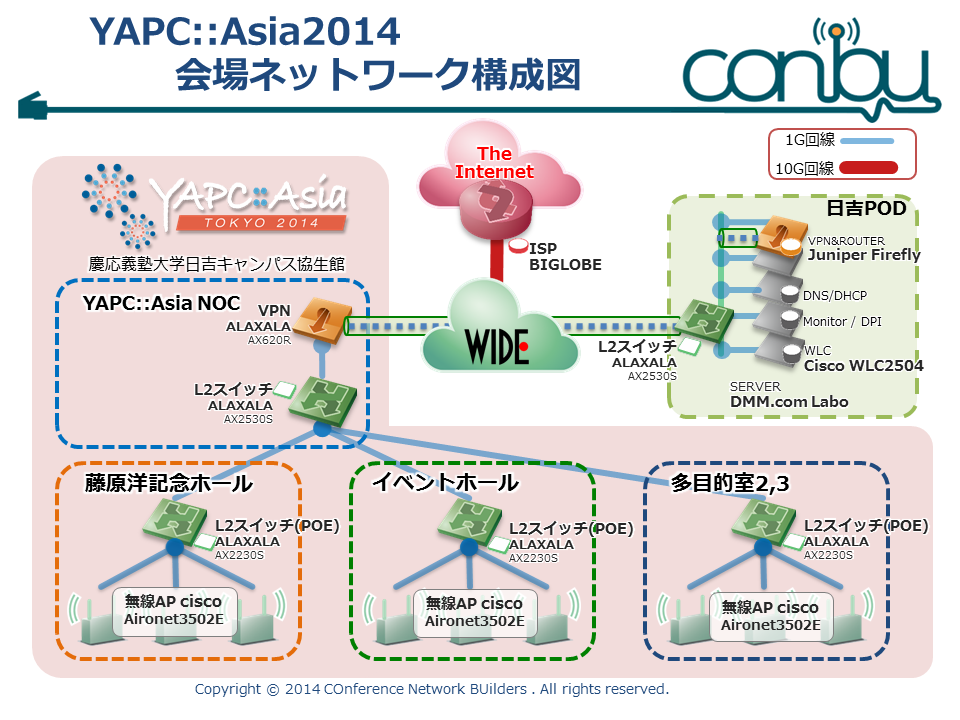 YAPC::Asia2014
会場ネットワーク構成図
conbu
1G回線
10G回線
The
Internet
ISP
BIGLOBE
YAPC::Asia
TOKYO 2014
慶応義塾大学日吉キャンパス協生館
YAPC::Asia NOC
VPN
ALAXALA
AX620R
L2スイッチ
ALAXALA
AX2530S
WIDE
日吉POD
VPN&ROUTER
Juniper Firefly
DNS/DHCP
Monitor / DPI
WLC
Cisco WLC2504
L2スイッチ
ALAXALA
AX2530S
SERVER
DMM.com Labo
藤原洋記念ホール
L2スイッチ(POE)
ALAXALA
AX2230S
無線AP cisco
Aironet3502E
イベントホール
L2スイッチ(POE)
ALAXALA
AX2230S
無線AP cisco
Aironet3502E
多目的室2,3
L2スイッチ(POE)
ALAXALA
AX2230S
無線AP cisco
Aironet3502E
Copyright © 2014 COnference Network BUilders . All rights reserved.